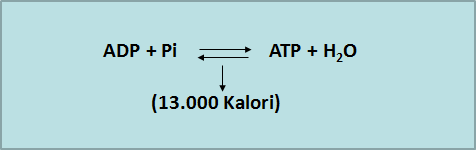 ADP + Pi ⇌ ATP + H₂O
(13.000 Kalori)